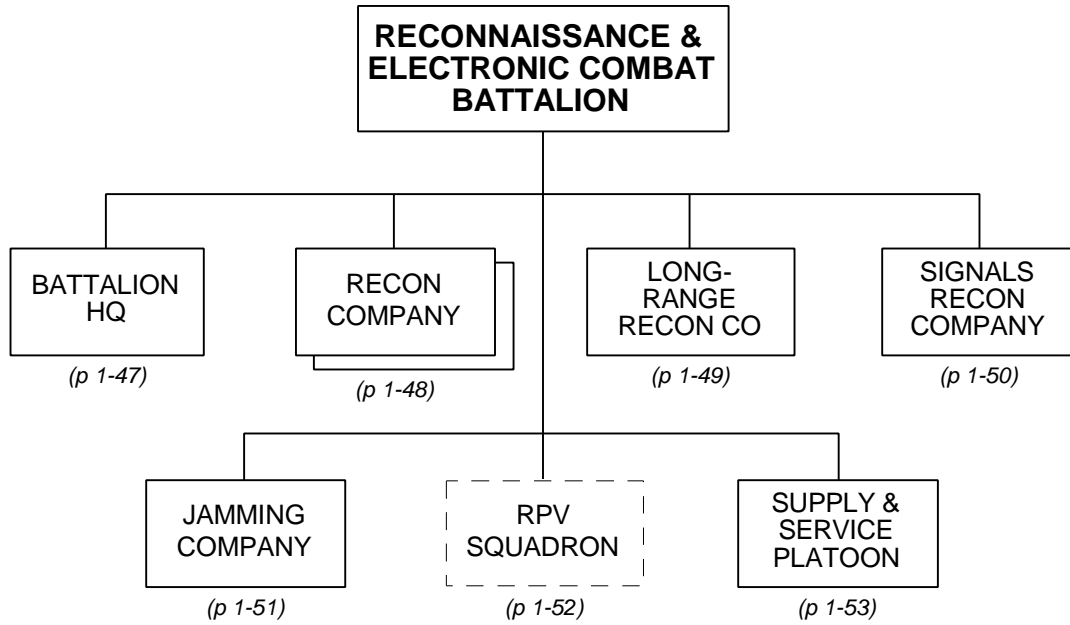 RECONNAISSANCE &
ELECTRONIC COMBAT
BATTALION
BATTALION
HQ
(p 1-47)
RECON
COMPANY
(p 1-48)
LONG-
RANGE
RECON CO
(p 1-49)
SIGNALS
RECON
COMPANY
(p 1-50)
JAMMING
COMPANY
(p 1-51)
RPV
SQUADRON
(p 1-52)
SUPPLY &
SERVICE
PLATOON
(p 1-53)